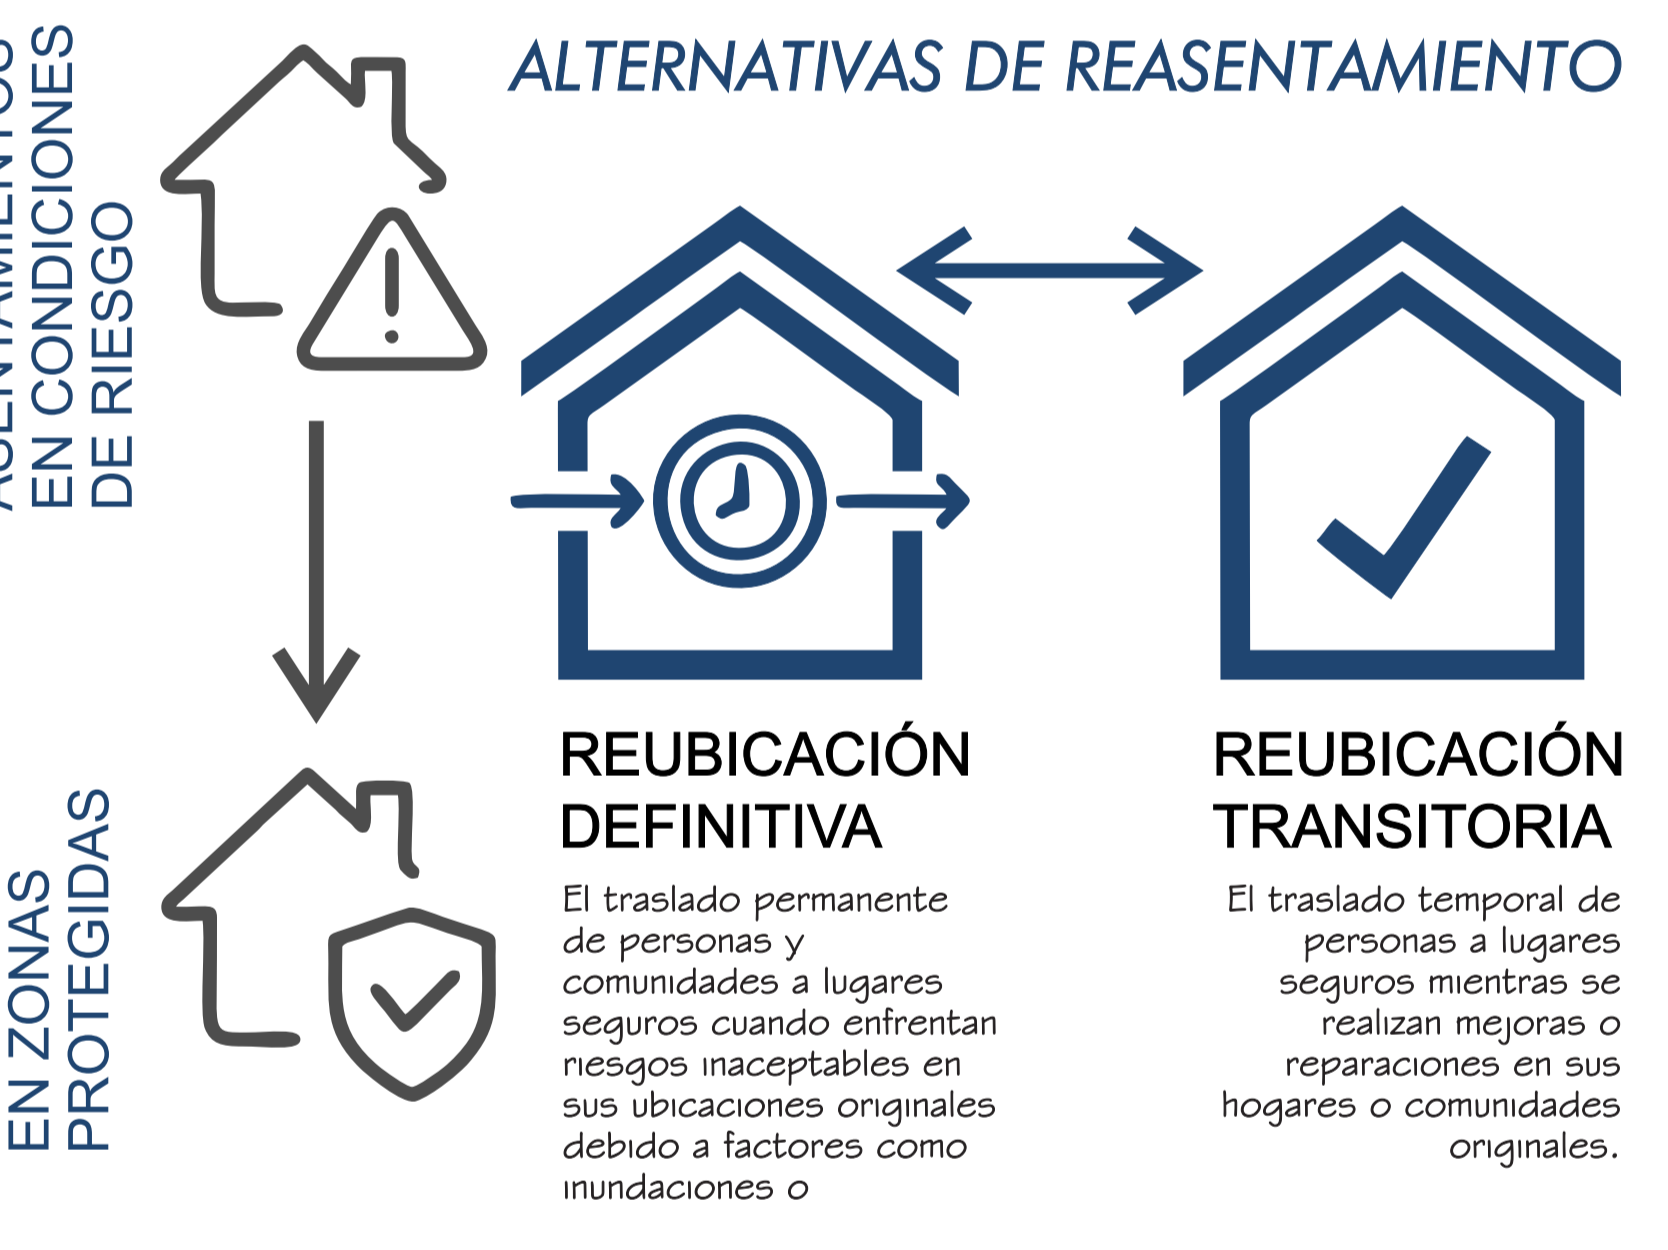 ALTERNATIVAS DE REASENTAMIENTO
EN CONDICIONES
DE RIESGO
EN ZONAS
PROTEGIDAS
REUBICACIÓN
DEFINITIVA
El traslado permanente
de personas y
comunidades a lugares
seguros cuando enfrentan
riesgos inaceptables en
sus ubicaciones originales
debido a factores como
inundaciones o
REUBICACIÓN
TRANSITORIA
El traslado temporal de
personas a lugares
seguros mientras se
realizan mejoras o
reparaciones en sus
hogares o comunidades
originales.